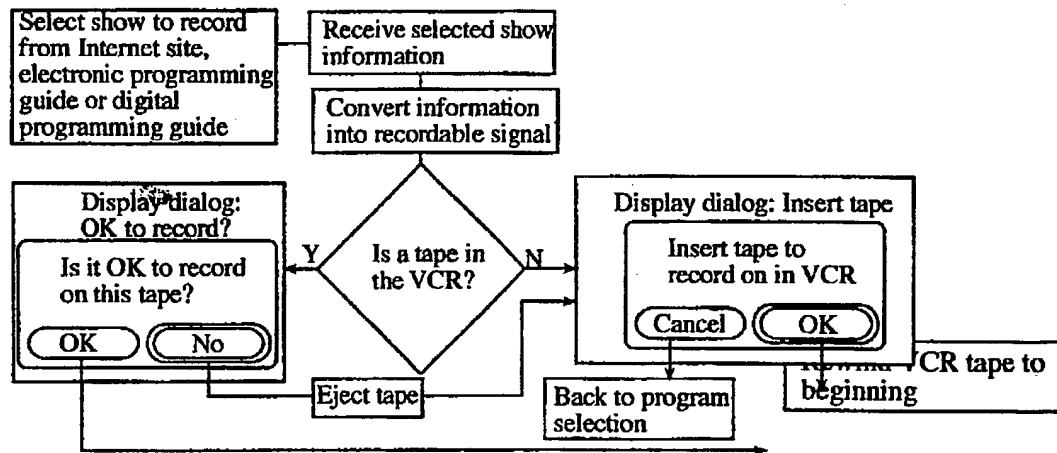 Select show to record
from Internet site,
electronic programming
guide or digital
programming guide
Receive selected show
information
Convert information
into recordable signal
Display dialog:
OK to record?
Is it OK to record
on this tape?
OK
No
Y
Is a tape in
the VCR?
N
Display dialog: Insert tape
Insert tape to
record on in VCR
Cancel
OK
Eject tape
Back to program
selection
VCR tape to
beginning